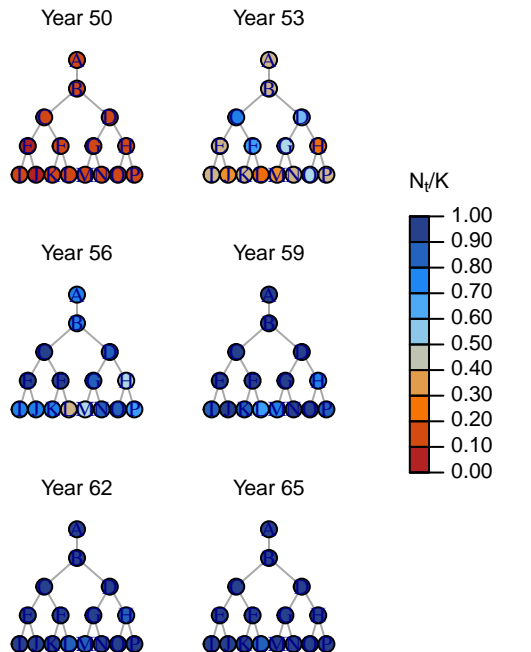 Year 50
Year 53
A
A
B
B
C
D
C
D
E
F
G
H
E
F
G
H
I
J
K
L
M
N
O
P
I
J
K
L
M
N
O
P
Nt/K
1.00
0.90
0.80
0.70
0.60
0.50
0.40
0.30
0.20
0.10
0.00
Year 56
Year 59
A
A
B
B
C
D
C
D
E
F
G
H
E
F
G
H
I
J
K
L
M
N
O
P
I
J
K
L
M
N
O
P
Year 62
Year 65
A
A
B
B
C
D
C
D
E
F
G
H
E
F
G
H
I
J
K
L
M
N
O
P
I
J
K
L
M
N
O
P